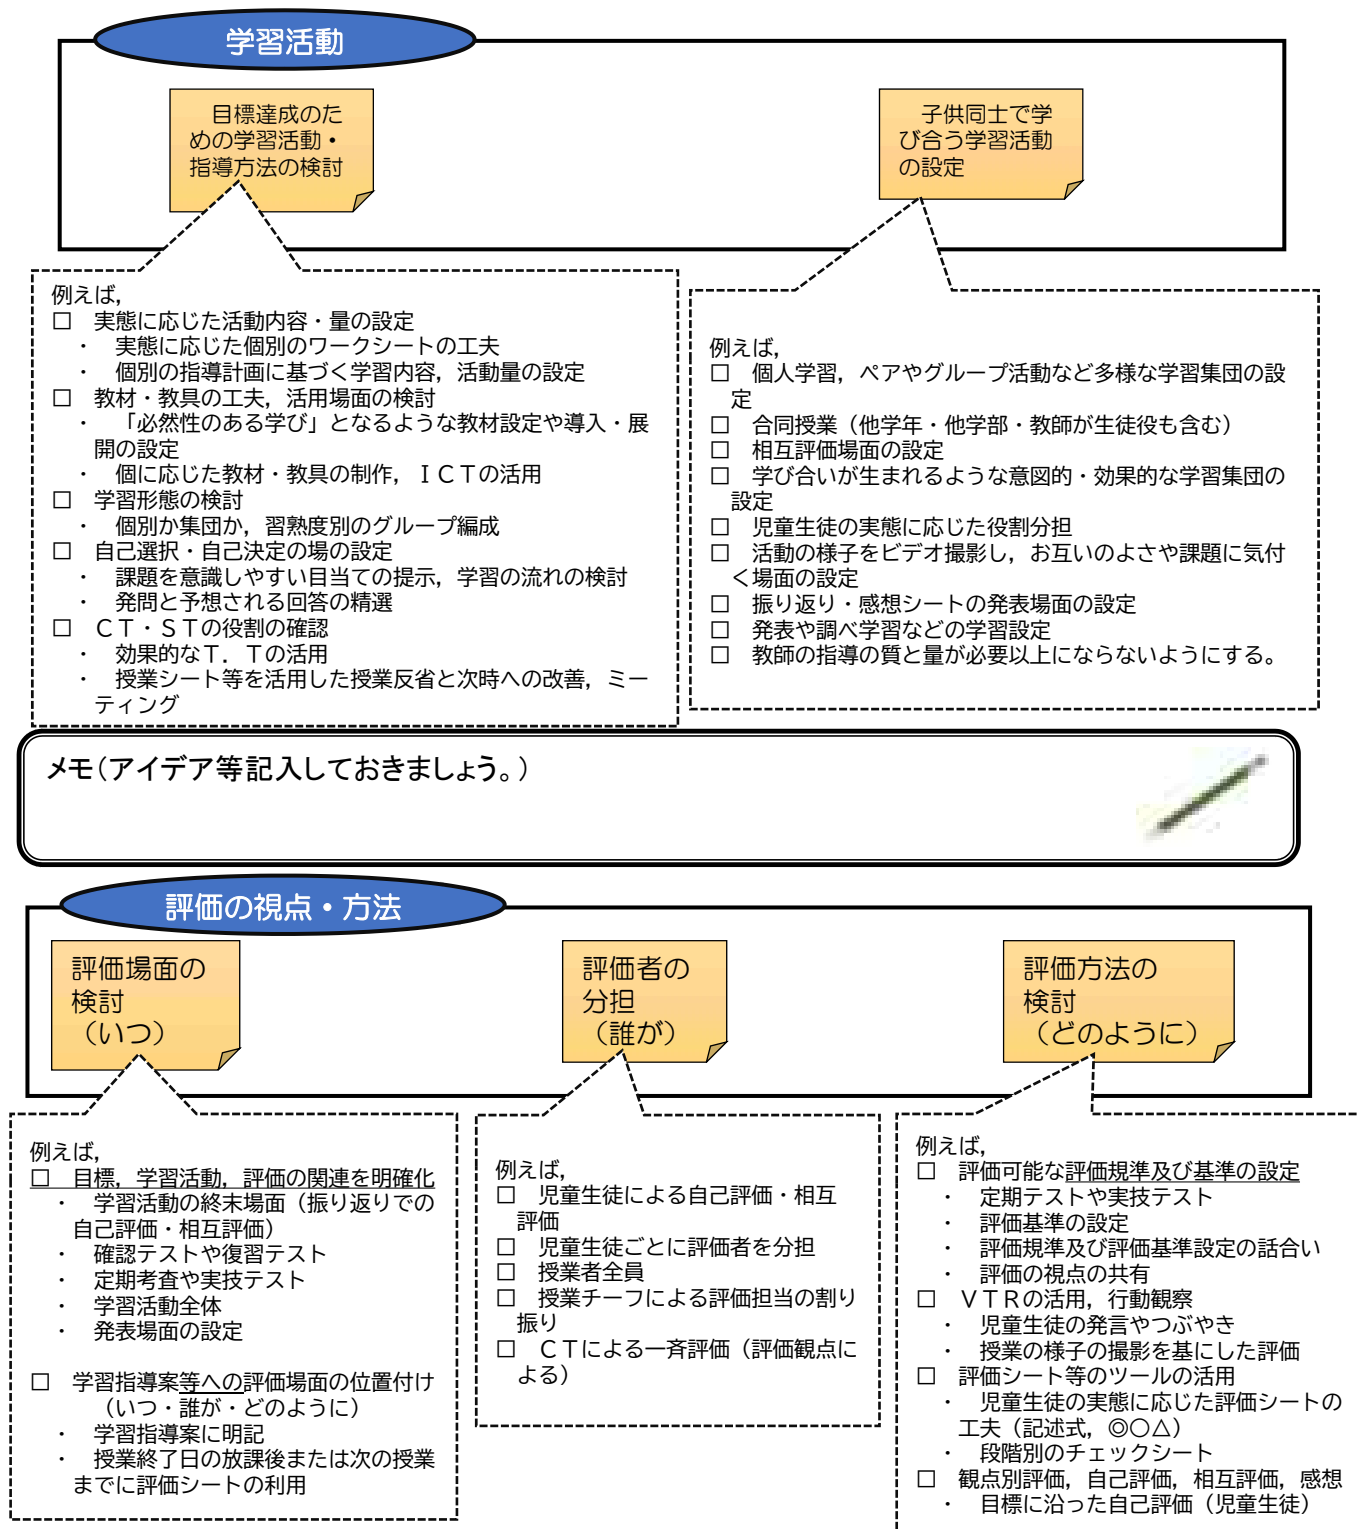 学習活動
目標達成のた
めの学習活動・
指導方法の検討
子供同士で学
び合う学習活動
の設定
例えば，
□　実態に応じた活動内容・量の設定
・　実態に応じた個別のワークシートの工夫
・　個別の指導計画に基づく学習内容，活動量の設定
□　教材・教具の工夫，活用場面の検討
・　「必然性のある学び」となるような教材設定や導入・展
開の設定
・　個に応じた教材・教具の制作，ＩＣＴの活用
□　学習形態の検討
・　個別か集団か，習熟度別のグループ編成
□　自己選択・自己決定の場の設定
・　課題を意識しやすい目当ての提示，学習の流れの検討
・　発問と予想される回答の精選
□　ＣＴ・ＳＴの役割の確認
・　効果的なＴ．Ｔの活用
・　授業シート等を活用した授業反省と次時への改善，ミー
ティング
例えば，
□　個人学習，ペアやグループ活動など多様な学習集団の設
定
□　合同授業（他学年・他学部・教師が生徒役も含む）
□　相互評価場面の設定
□　学び合いが生まれるような意図的・効果的な学習集団の
設定
□　児童生徒の実態に応じた役割分担
□　活動の様子をビデオ撮影し，お互いのよさや課題に気付
く場面の設定
□　振り返り・感想シートの発表場面の設定
□　発表や調べ学習などの学習設定
□　教師の指導の質と量が必要以上にならないようにする。
メモ（アイデア等記入しておきましょう。）
評価の視点・方法
評価場面の
検討
（いつ）
評価者の
分担
（誰が）
評価方法の
検討
（どのように）
例えば，
□　目標，学習活動，評価の関連を明確化
・　学習活動の終末場面（振り返りでの
自己評価・相互評価）
・　確認テストや復習テスト
・　定期考査や実技テスト
・　学習活動全体
・　発表場面の設定
□　学習指導案等への評価場面の位置付け
（いつ・誰が・どのように）
・　学習指導案に明記
・　授業終了日の放課後または次の授業
までに評価シートの利用
例えば，
□　児童生徒による自己評価・相互
評価
□　児童生徒ごとに評価者を分担
□　授業者全員
□　授業チーフによる評価担当の割り
振り
□　ＣＴによる一斉評価（評価観点に
よる）
例えば，
□　評価可能な評価規準及び基準の設定
・　定期テストや実技テスト
・　評価基準の設定
・　評価規準及び評価基準設定の話合い
・　評価の視点の共有
□　ＶＴＲの活用，行動観察
・　児童生徒の発言やつぶやき
・　授業の様子の撮影を基にした評価
□　評価シート等のツールの活用
・　児童生徒の実態に応じた評価シートの
工夫（記述式，◎〇△）
・　段階別のチェックシート
□　観点別評価，自己評価，相互評価，感想
・　目標に沿った自己評価（児童生徒）